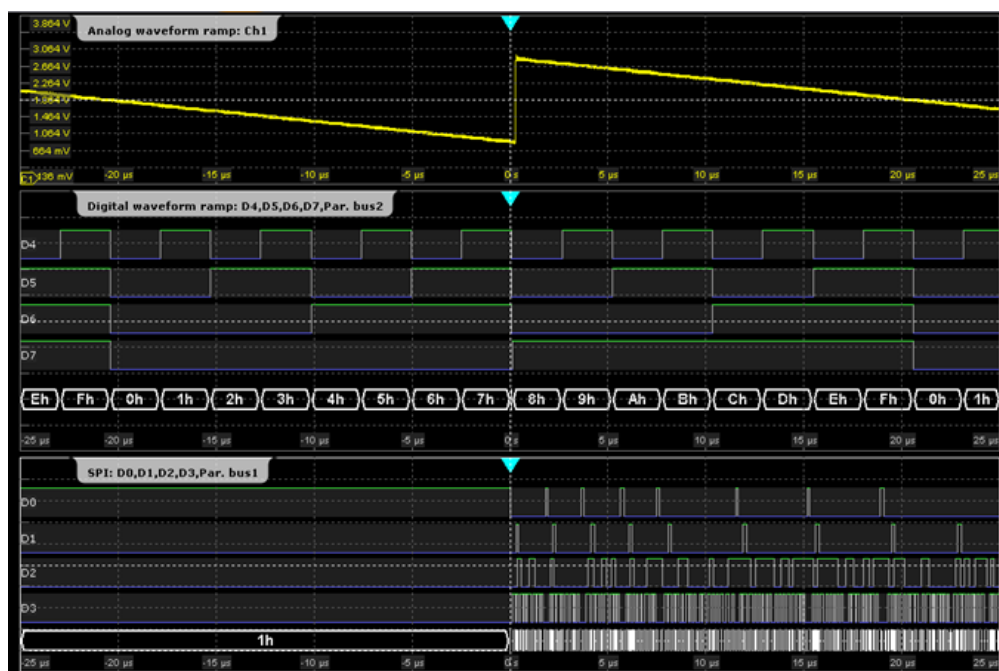 3.864 V
Analog waveform ramp: Ch1
3.064 V
2.664 V
2.264 V
1.864 V
1.464 V
1.064 V
664 mV
C1 436 mV -20 µs -15 µs -10 µs -5 µs 0 s 5 µs 10 µs 15 µs 20 µs 25 µs
Digital waveform ramp: D4,D5,D6,D7,Par. bus2
D4
D5
D6
D7
Eh Fh 0h 1h 2h 3h 4h 5h 6h 7h 8h 9h Ah Bh Ch Dh Eh Fh 0h 1h
-25 µs -20 µs -15 µs -10 µs -5 µs 0 s 5 µs 10 µs 15 µs 20 µs 25 µs
SPI: D0,D1,D2,D3,Par. bus1
D0
D1
D2
D3
1h
-25 µs -20 µs -15 µs -10 µs -5 µs 0 s 5 µs 10 µs 15 µs 20 µs 25 µs